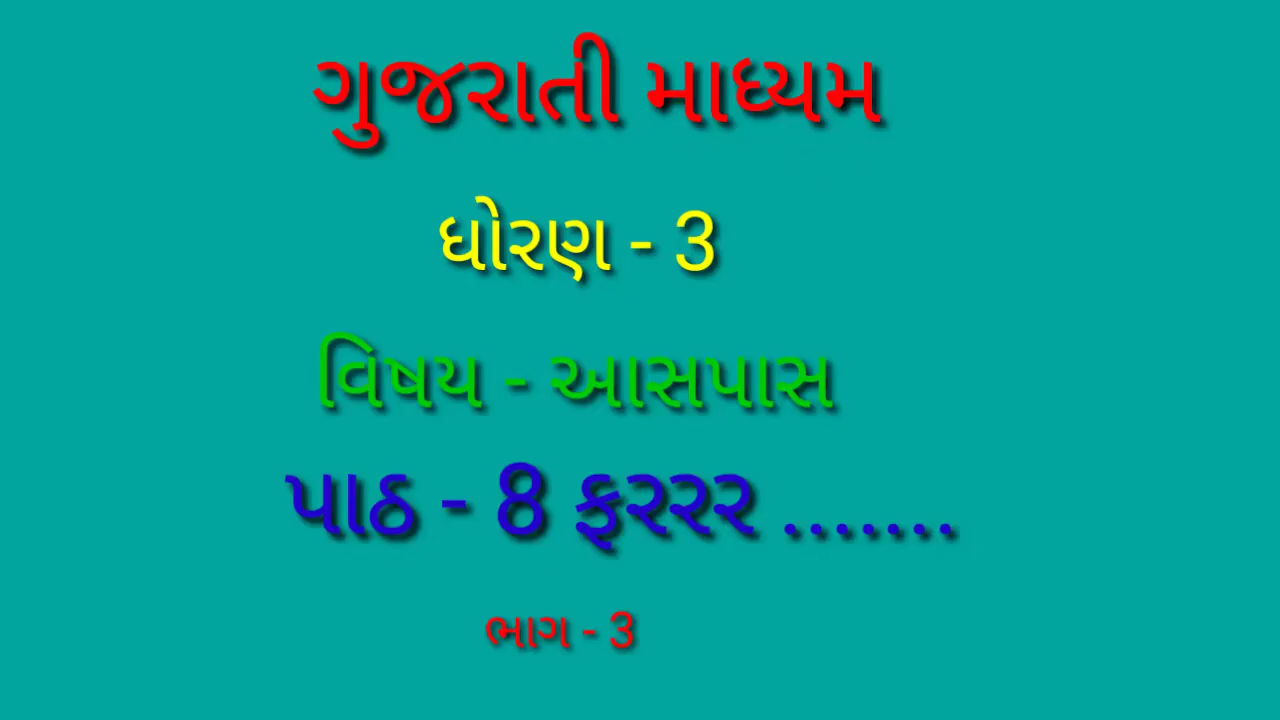 ગુજરાતી માધ્યમ
ધોરણ - 3
વિષય - આસપાસ
પાઠ - 8 ફરરર .......
ભાગ - 3